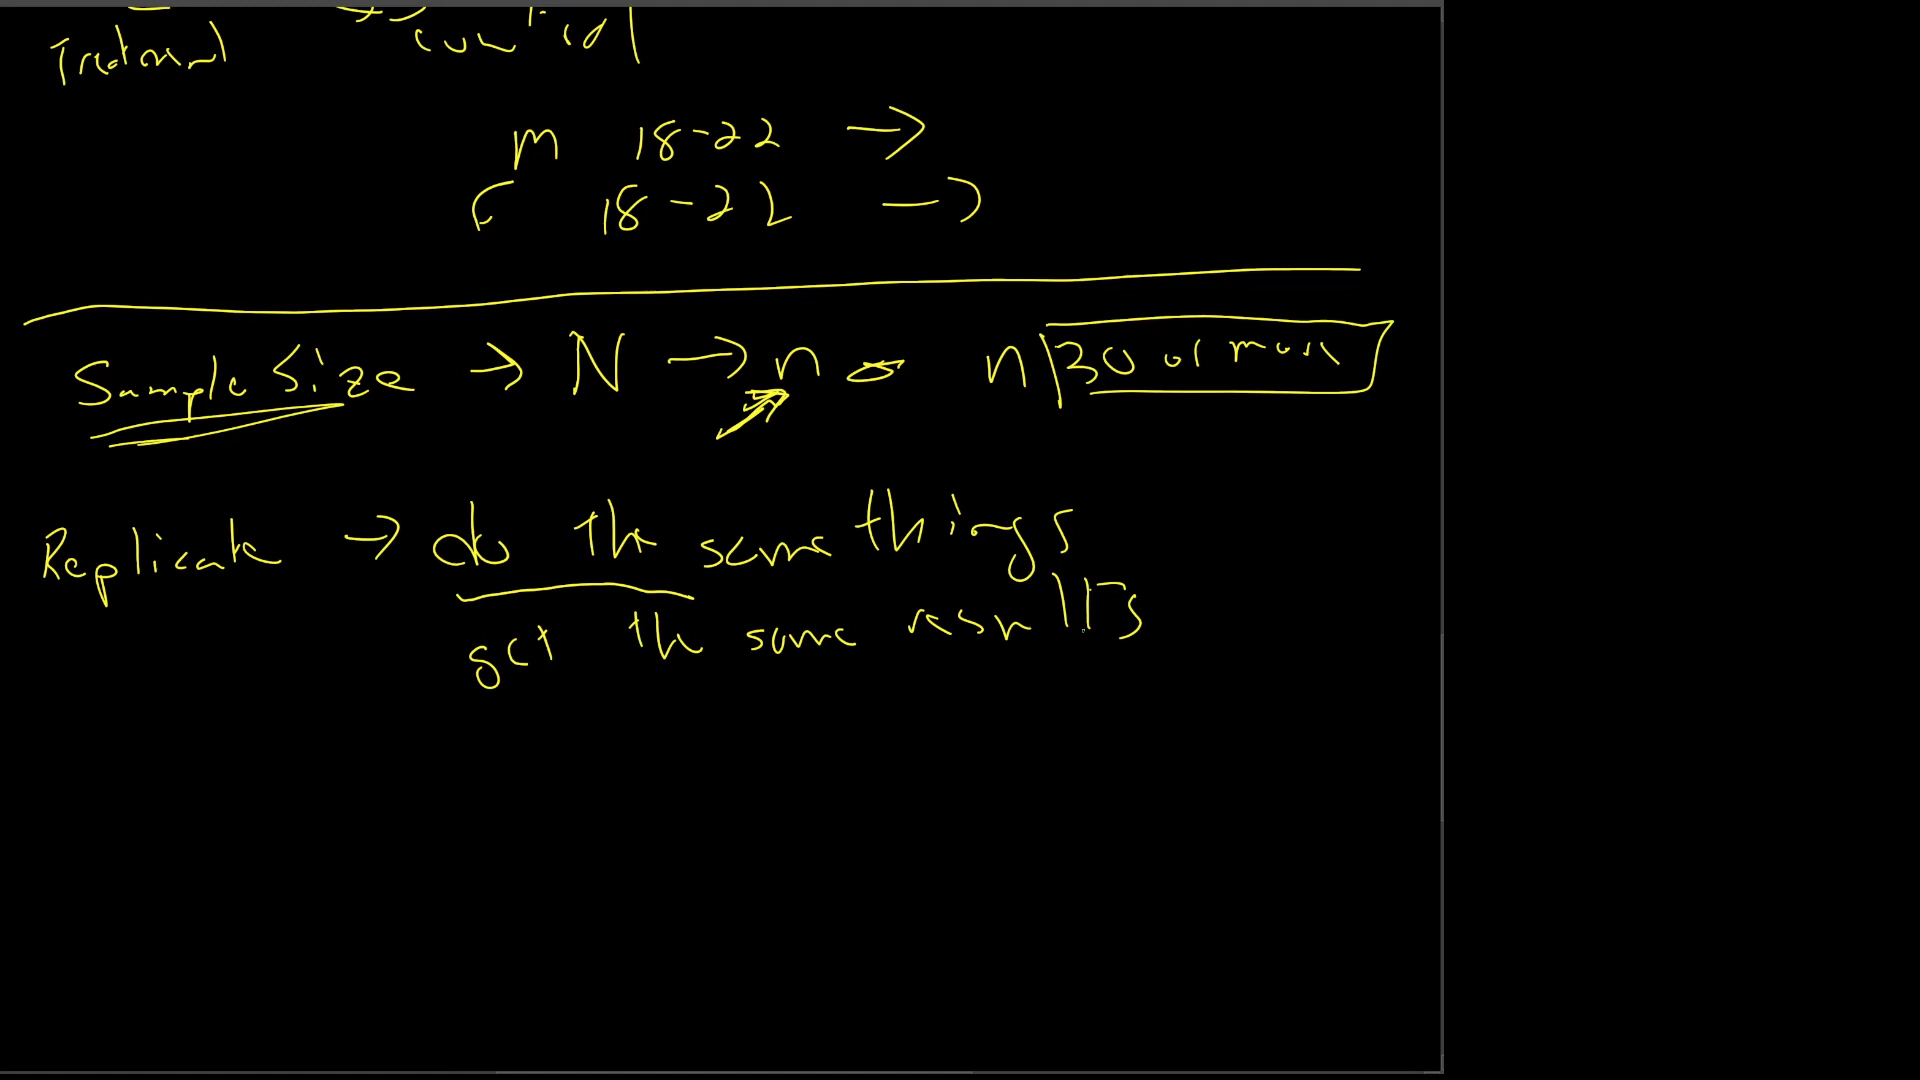 Treatment → control
M 18-22 →
F 18-22 →
Sample Size → N → n - n 30 or more
Replicate → do the same things
get the same results